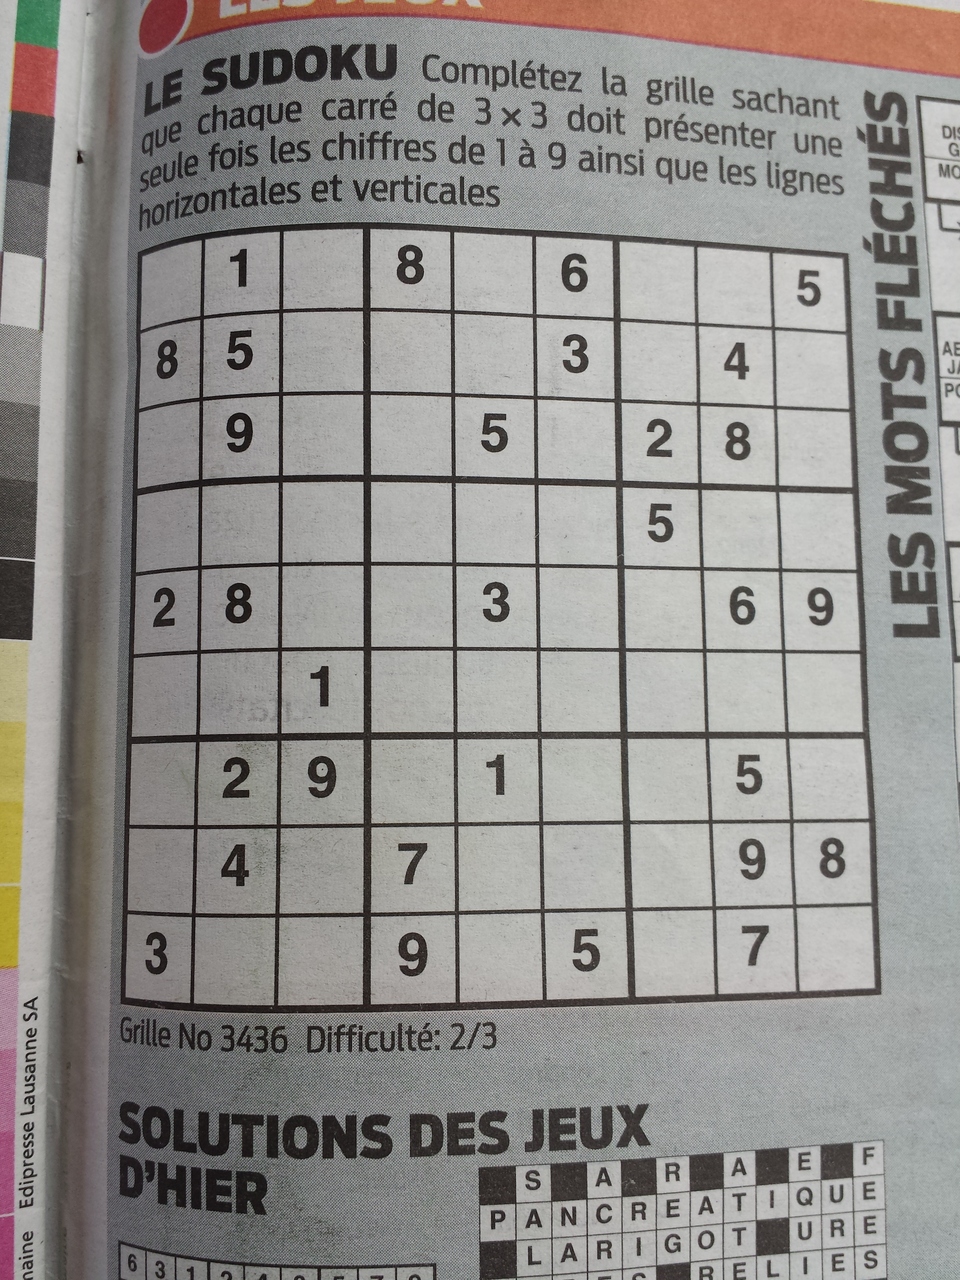 LES JEUX
LE SUDOKU Complétez la grille sachant
que chaque carré de 3 x 3 doit présenter une
seule fois les chiffres de 1 à 9 ainsi que les lignes
horizontales et verticales
1 8 6 5
8 5 3 4
9 5 2 8
5
2 8 3 6 9
1
2 9 1 5
4 7 9 8
3 9 5 7
Grille No 3436 Difficulté: 2/3
SOLUTIONS DES JEUX
D'HIER
S A R A E F
PANCREATIQUE
LARIGOT URE
RELIES
6 3 1
LES MOTS FLÉCHÉS
Edipresse Lausanne SA